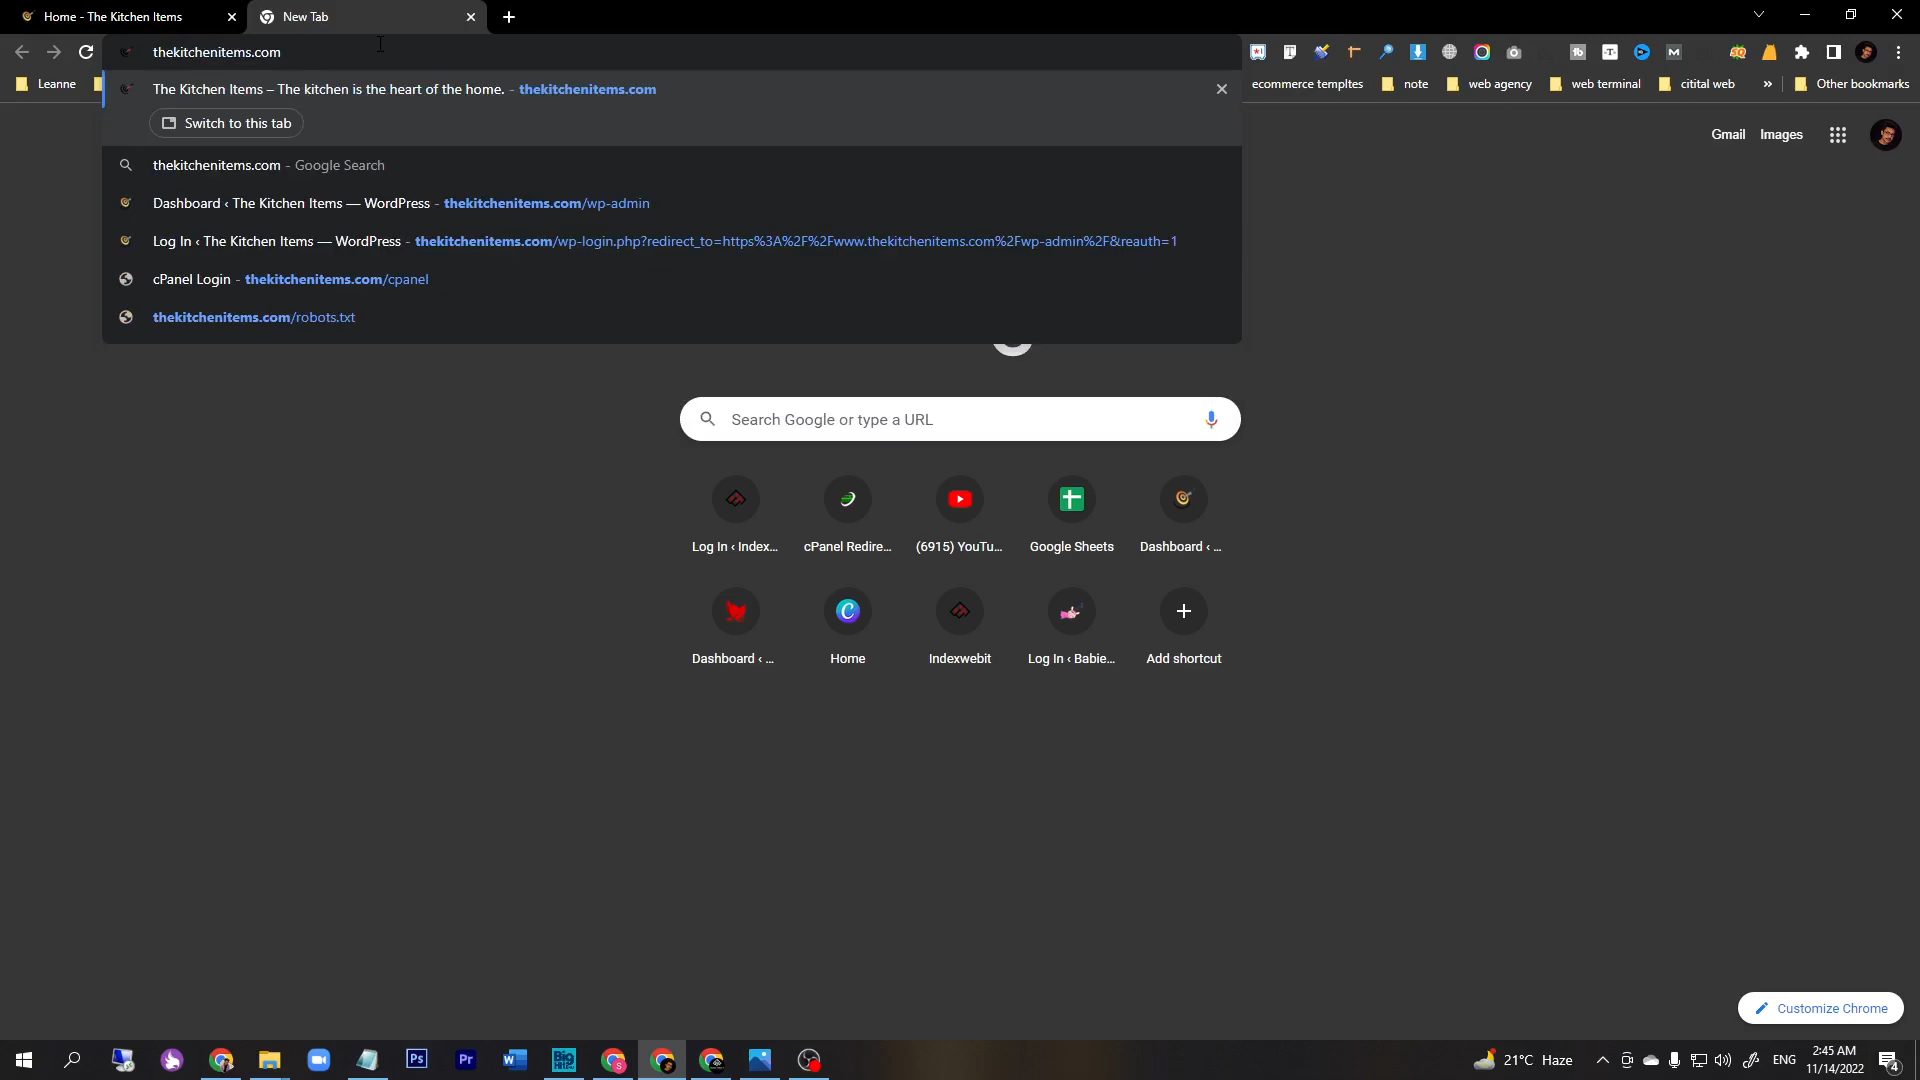 Home - The Kitchen Items
New Tab
thekitchenitems.com
Leanne
The Kitchen Items – The kitchen is the heart of the home. - thekitchenitems.com
Switch to this tab
thekitchenitems.com - Google Search
Dashboard ‹ The Kitchen Items — WordPress - thekitchenitems.com/wp-admin
Log In ‹ The Kitchen Items — WordPress - thekitchenitems.com/wp-login.php?redirect_to=https%3A%2F%2Fwww.thekitchenitems.com%2Fwp-admin%2F&reauth=1
cPanel Login - thekitchenitems.com/cpanel
thekitchenitems.com/robots.txt
ecommerce templtes
note
web agency
web terminal
citital web
»
Other bookmarks
Gmail Images
Search Google or type a URL
Log In ‹ Index...
cPanel Redire...
(6915) YouTu...
Google Sheets
Dashboard ‹ ...
Dashboard ‹ ...
Home
Indexwebit
Log In ‹ Babie...
Add shortcut
Customize Chrome
Ps
Pr
21°C Haze
ENG
2:45 AM
11/14/2022
4